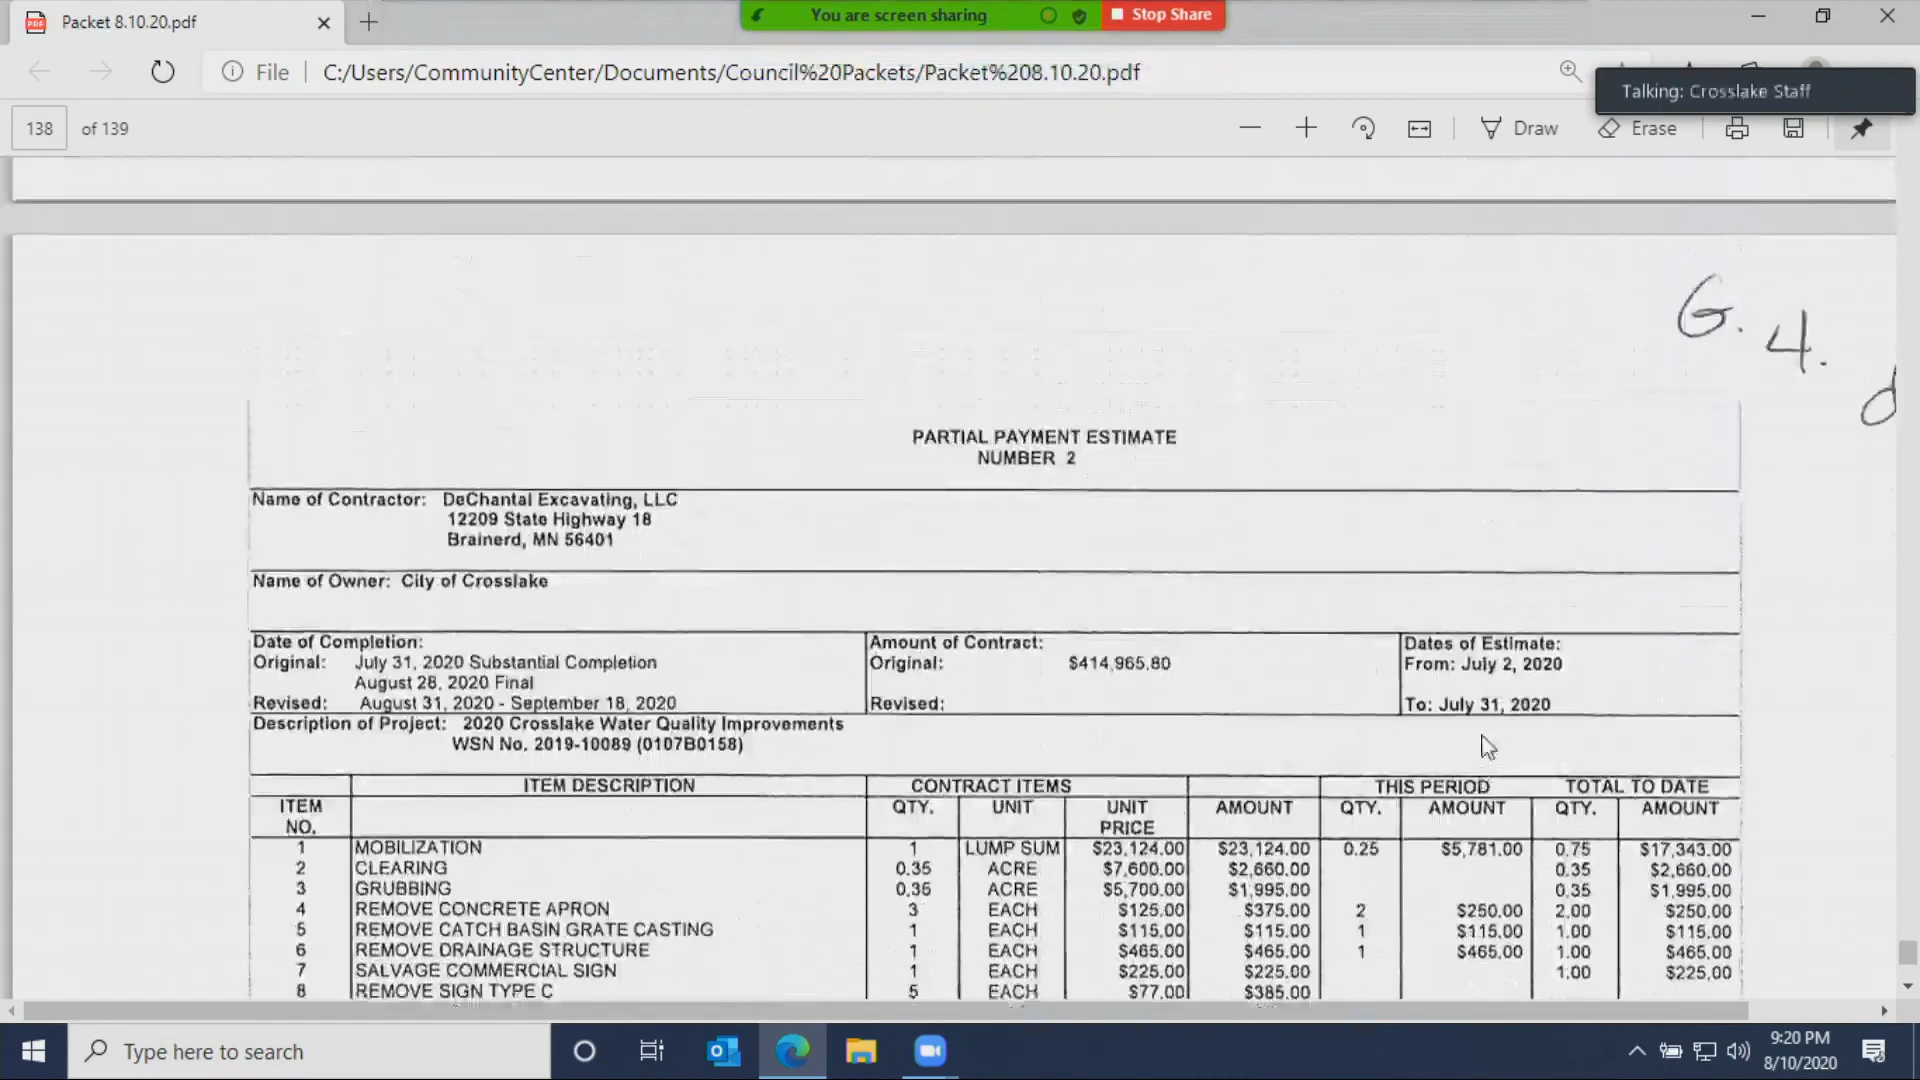 Packet 8.10.20.pdf
You are screen sharing
Stop Share
File
C:/Users/CommunityCenter/Documents/Council%20Packets/Packet%208.10.20.pdf
Talking: Crosslake Staff
138 of 139
Draw
Erase
G. 4.
PARTIAL PAYMENT ESTIMATE
NUMBER 2
Name of Contractor: DeChantal Excavating, LLC
12209 State Highway 18
Brainerd, MN 56401
Name of Owner: City of Crosslake
Date of Completion: Amount of Contract: Dates of Estimate:
Original: July 31, 2020 Substantial Completion Original: $414,965.80 From: July 2, 2020
August 28, 2020 Final
Revised: August 31, 2020 - September 18, 2020 Revised: To: July 31, 2020
Description of Project: 2020 Crosslake Water Quality Improvements
WSN No. 2019-10089 (0107B0158)
ITEM DESCRIPTION CONTRACT ITEMS THIS PERIOD TOTAL TO DATE
ITEM NO. QTY. UNIT UNIT PRICE AMOUNT QTY. AMOUNT QTY. AMOUNT
1 MOBILIZATION 1 LUMP SUM $23,124.00 $23,124.00 0.25 $5,781.00 0.75 $17,343.00
2 CLEARING 0.35 ACRE $7,600.00 $2,660.00 0.35 $2,660.00
3 GRUBBING 0.35 ACRE $5,700.00 $1,995.00 0.35 $1,995.00
4 REMOVE CONCRETE APRON 3 EACH $125.00 $375.00 2 $250.00 2.00 $250.00
5 REMOVE CATCH BASIN GRATE CASTING 1 EACH $115.00 $115.00 1 $115.00 1.00 $115.00
6 REMOVE DRAINAGE STRUCTURE 1 EACH $465.00 $465.00 1 $465.00 1.00 $465.00
7 SALVAGE COMMERCIAL SIGN 1 EACH $225.00 $225.00 1.00 $225.00
8 REMOVE SIGN TYPE C 5 EACH $77.00 $385.00
Type here to search
9:20 PM
8/10/2020